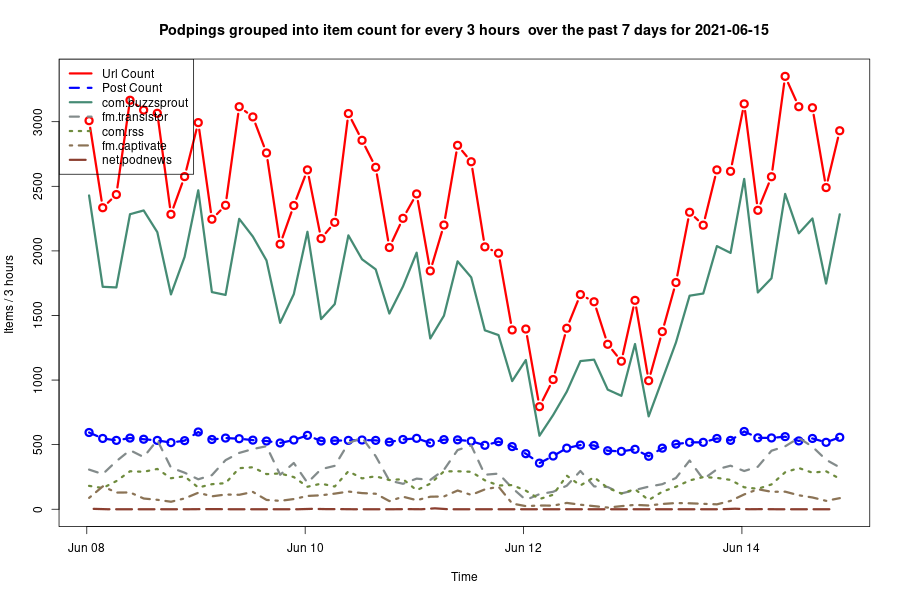 Podpings grouped into item count for every 3 hours  over the past 7 days for 2021-06-15
Url Count
Post Count
com.buzzsprout
fm.transistor
com.rss
fm.captivate
net.podnews
3000
2500
2000
1500
1000
500
0
Items / 3 hours
Jun 08
Jun 10
Jun 12
Jun 14
Time